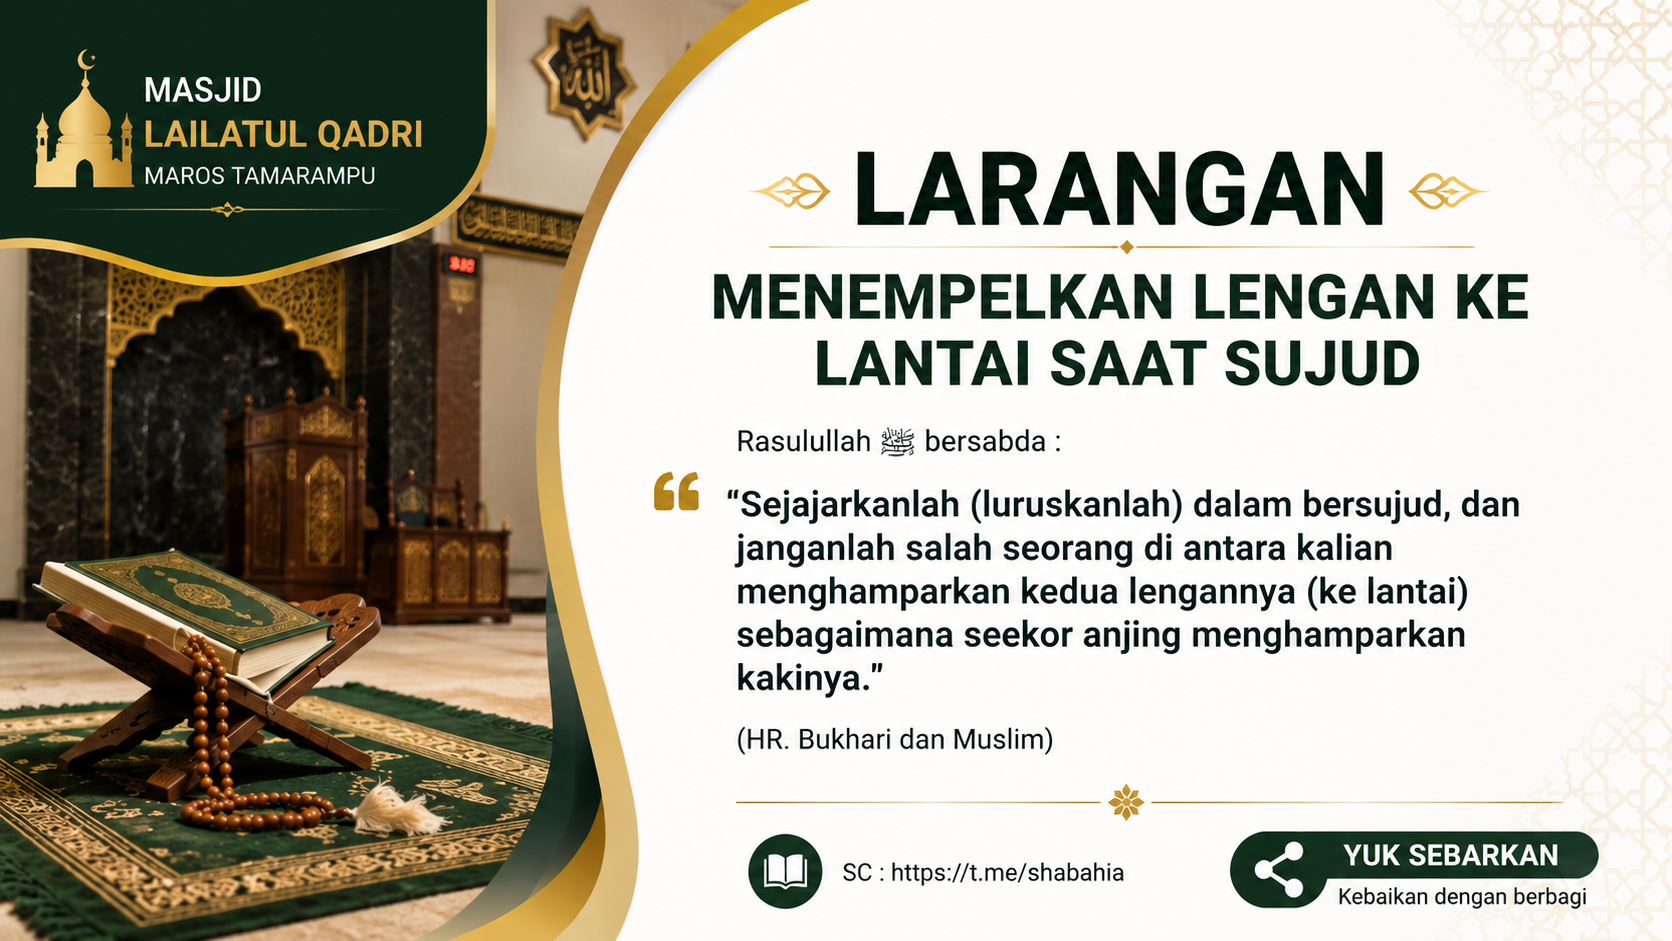 MASJID
LAILATUL QADRI
MAROS TAMARAMPU
الله
LARANGAN
MENEMPELKAN LENGAN KE
LANTAI SAAT SUJUD
Rasulullah ﷺ bersabda :
“Sejajarkanlah (luruskanlah) dalam bersujud, dan
janganlah salah seorang di antara kalian
menghamparkan kedua lengannya (ke lantai)
sebagaimana seekor anjing menghamparkan
kakinya.”
(HR. Bukhari dan Muslim)
SC : https://t.me/shabahia
YUK SEBARKAN
Kebaikan dengan berbagi